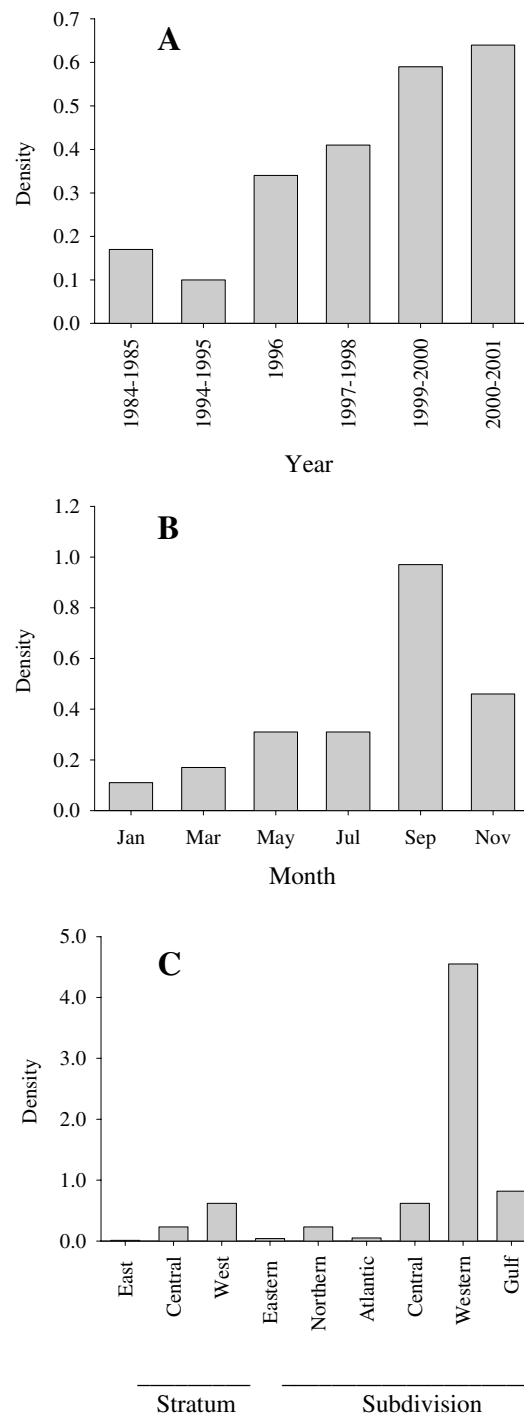 A
Density
0.7
0.6
0.5
0.4
0.3
0.2
0.1
0.0
1984-1985
1994-1995
1996
1997-1998
1999-2000
2000-2001
Year
B
Density
1.2
1.0
0.8
0.6
0.4
0.2
0.0
Jan Mar May Jul Sep Nov
Month
C
Density
5.0
4.0
3.0
2.0
1.0
0.0
East
Central
West
Eastern
Northern
Atlantic
Central
Western
Gulf
Stratum Subdivision